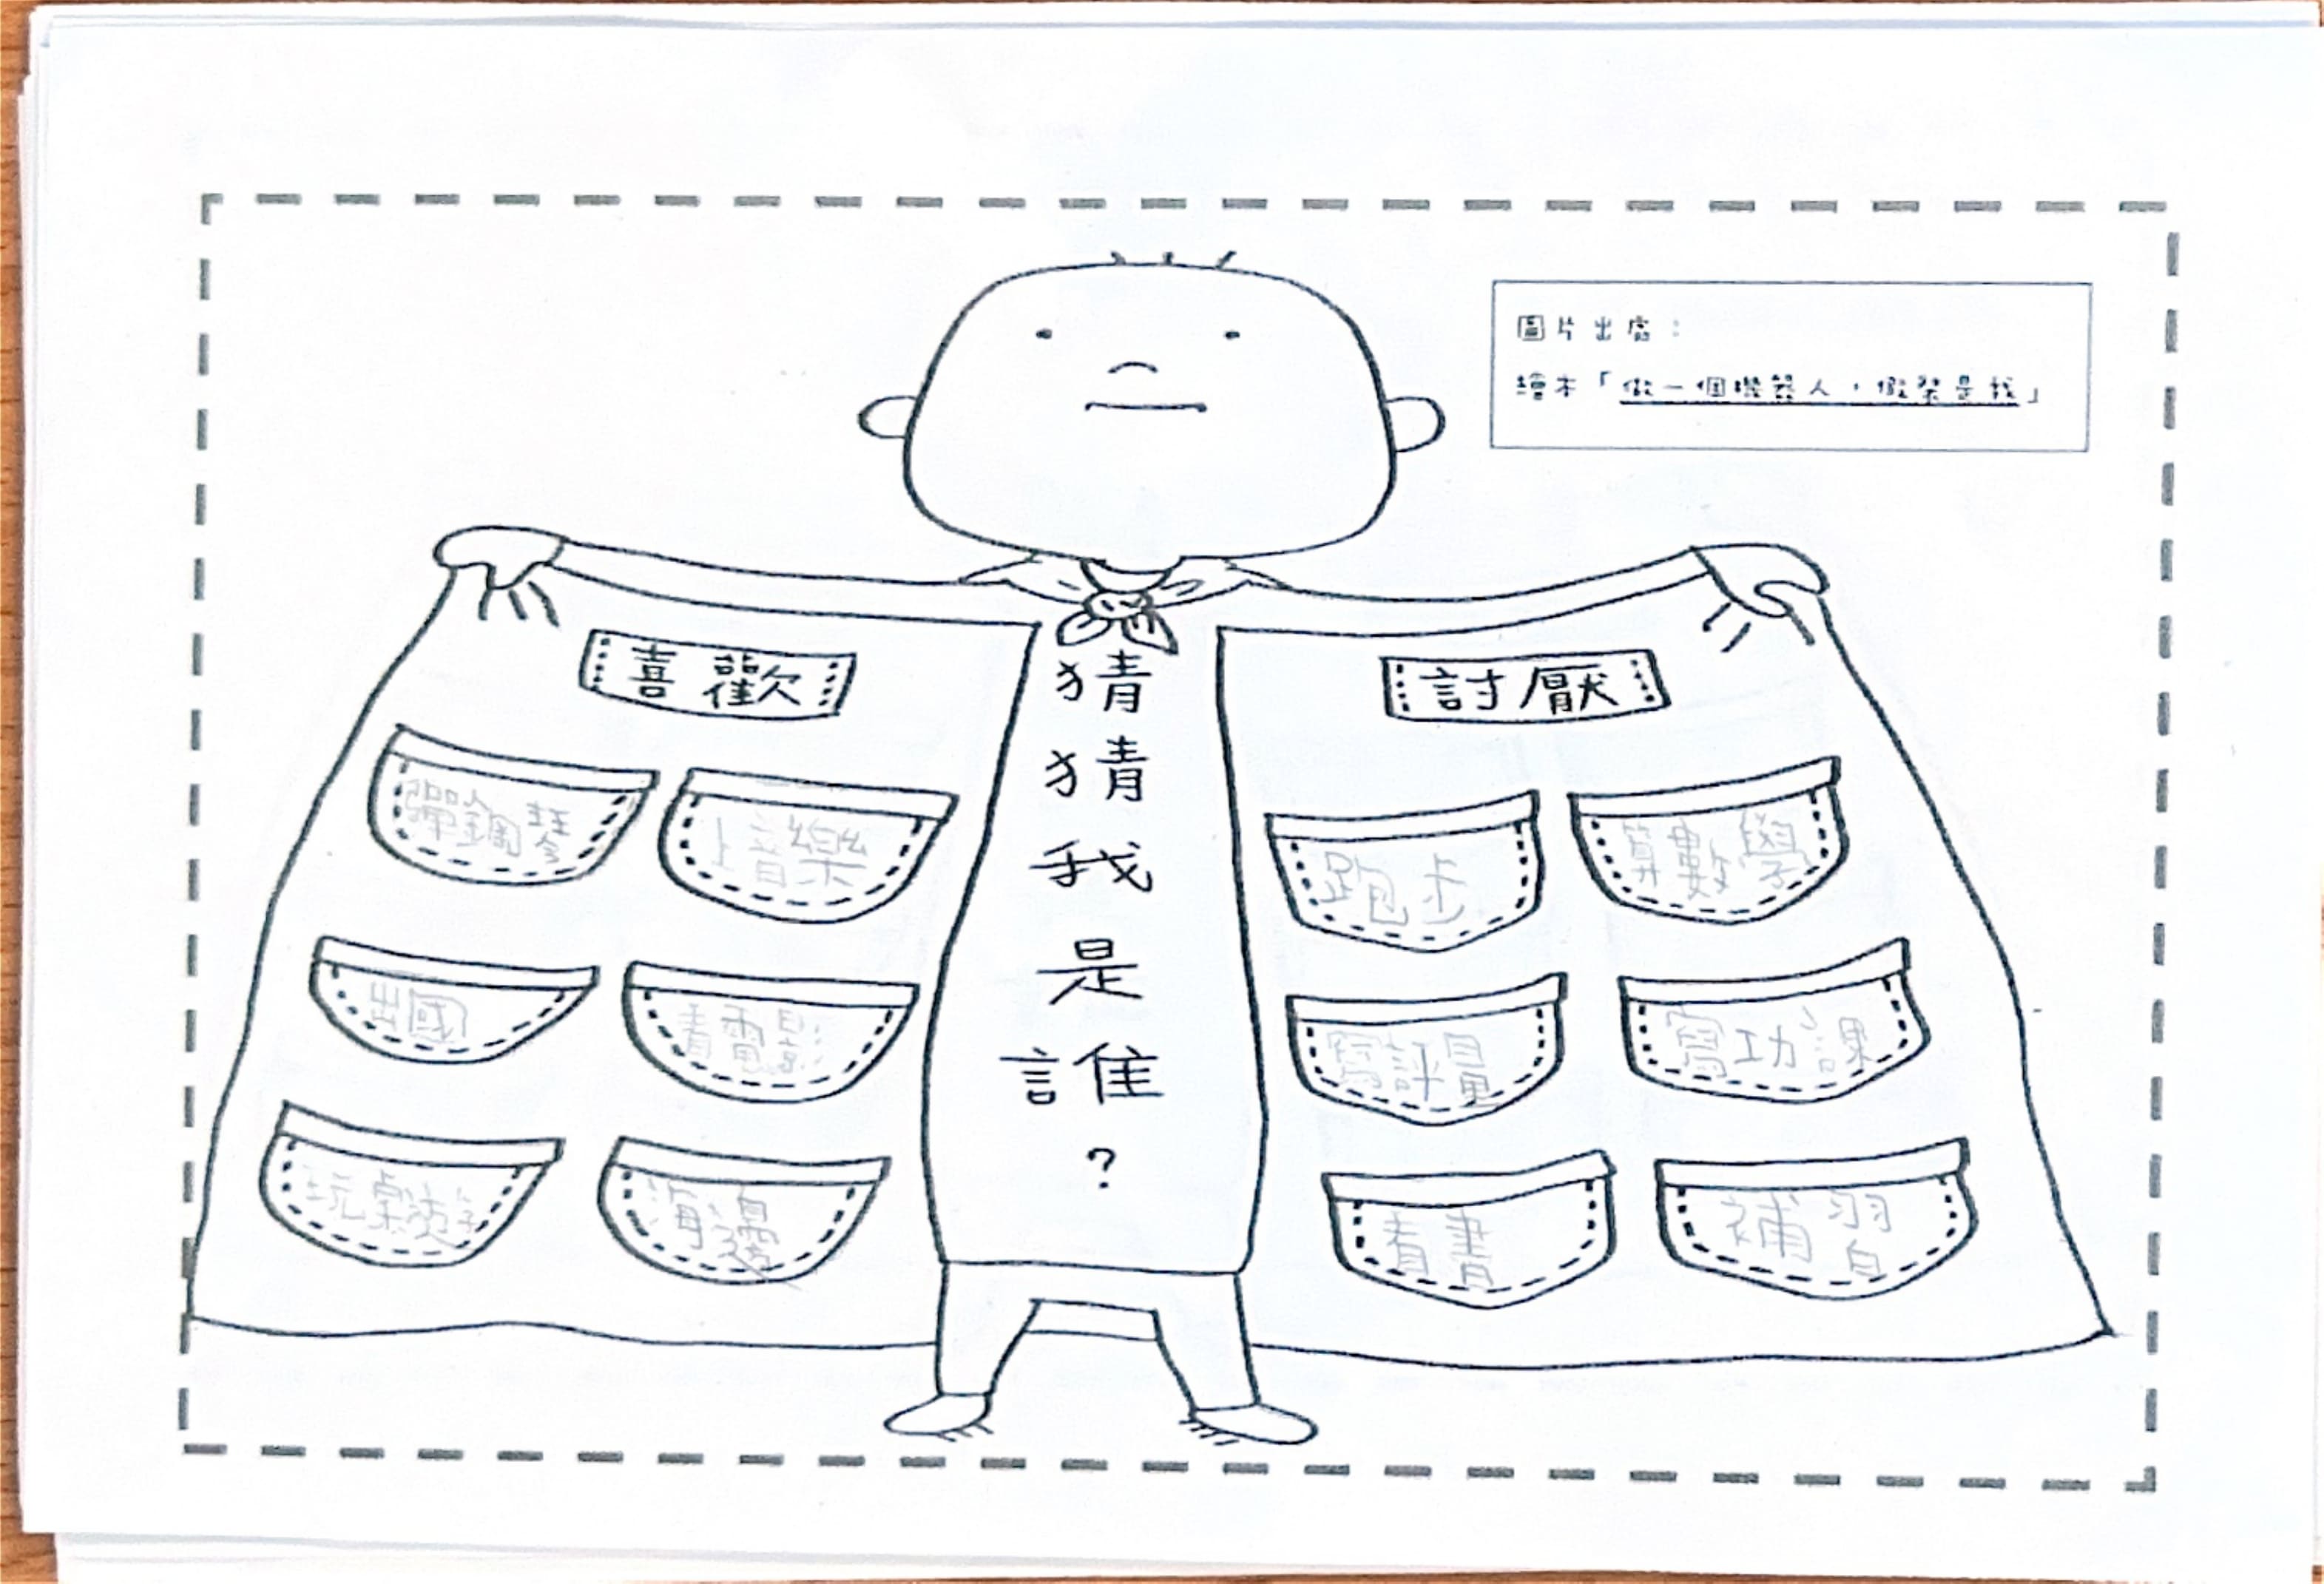 圖片出處：
繪本「做一個機器人，假裝是我」
喜歡
討厭
猜
猜
我
是
誰
？
彈鋼琴
上音樂
出國
看電影
玩桌遊
海邊
跑步
算數學
寫評量
寫功課
看書
補習